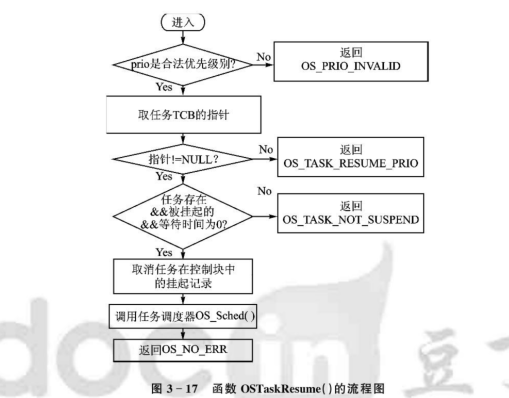 进入
prio是合法优先级别?
No
返回
OS_PRIO_INVALID
Yes
取任务TCB的指针
指针!=NULL?
No
返回
OS_TASK_RESUME_PRIO
Yes
任务存在
&&被挂起的
&&等待时间为0?
No
返回
OS_TASK_NOT_SUSPEND
Yes
取消任务在控制块中
的挂起记录
调用任务调度器OS_Sched()
返回OS_NO_ERR
图 3-17 函数 OSTaskResume()的流程图
docin
豆